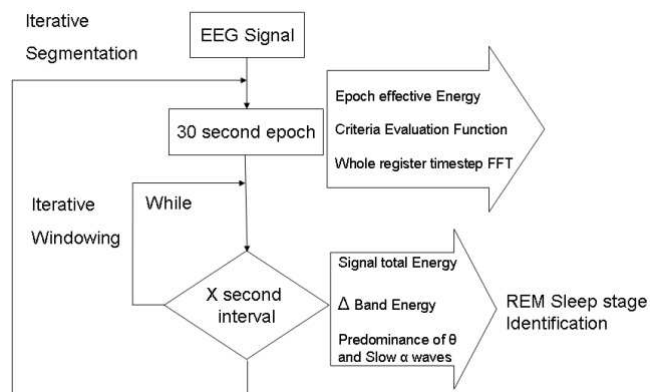 Iterative
Segmentation
EEG Signal
30 second epoch
Epoch effective Energy
Criteria Evaluation Function
Whole register timestep FFT
Iterative
Windowing
While
X second
interval
Signal total Energy
Δ Band Energy
Predominance of θ
and Slow α waves
REM Sleep stage
Identification